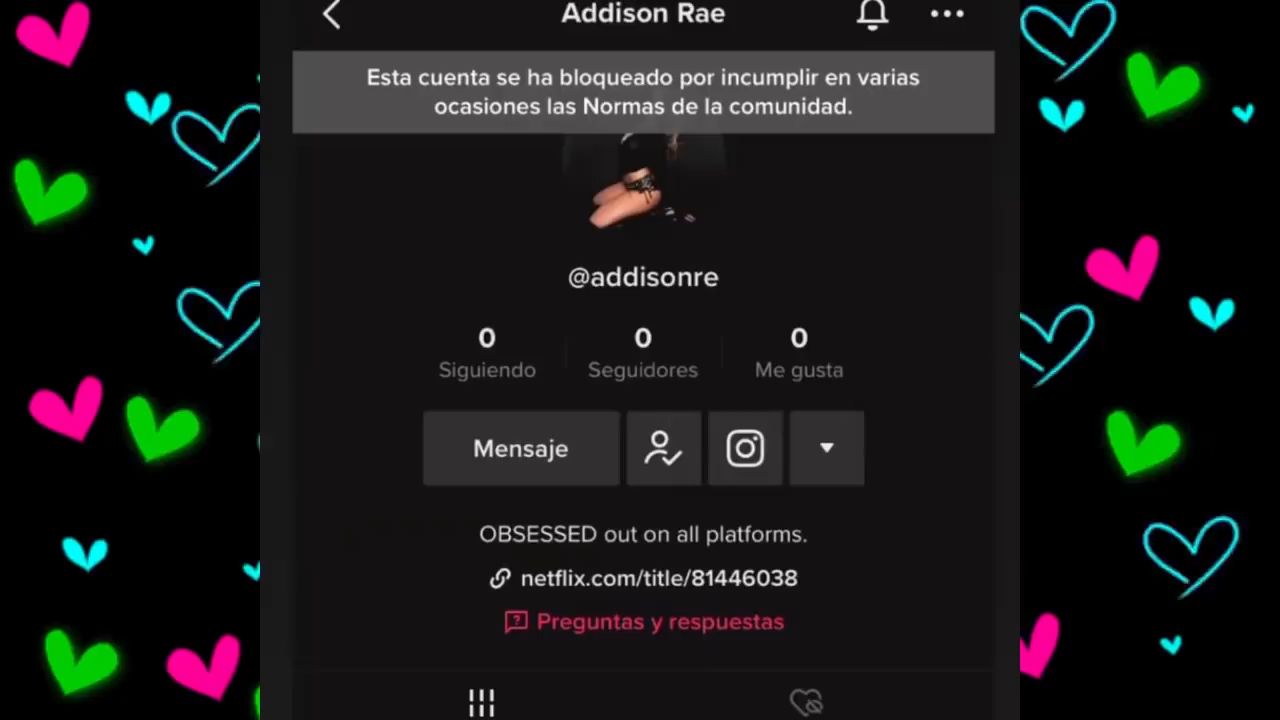 Addison Rae
Esta cuenta se ha bloqueado por incumplir en varias
ocasiones las Normas de la comunidad.
@addisonre
0 0 0
Siguiendo Seguidores Me gusta
Mensaje
OBSESSED out on all platforms.
netflix.com/title/81446038
Preguntas y respuestas